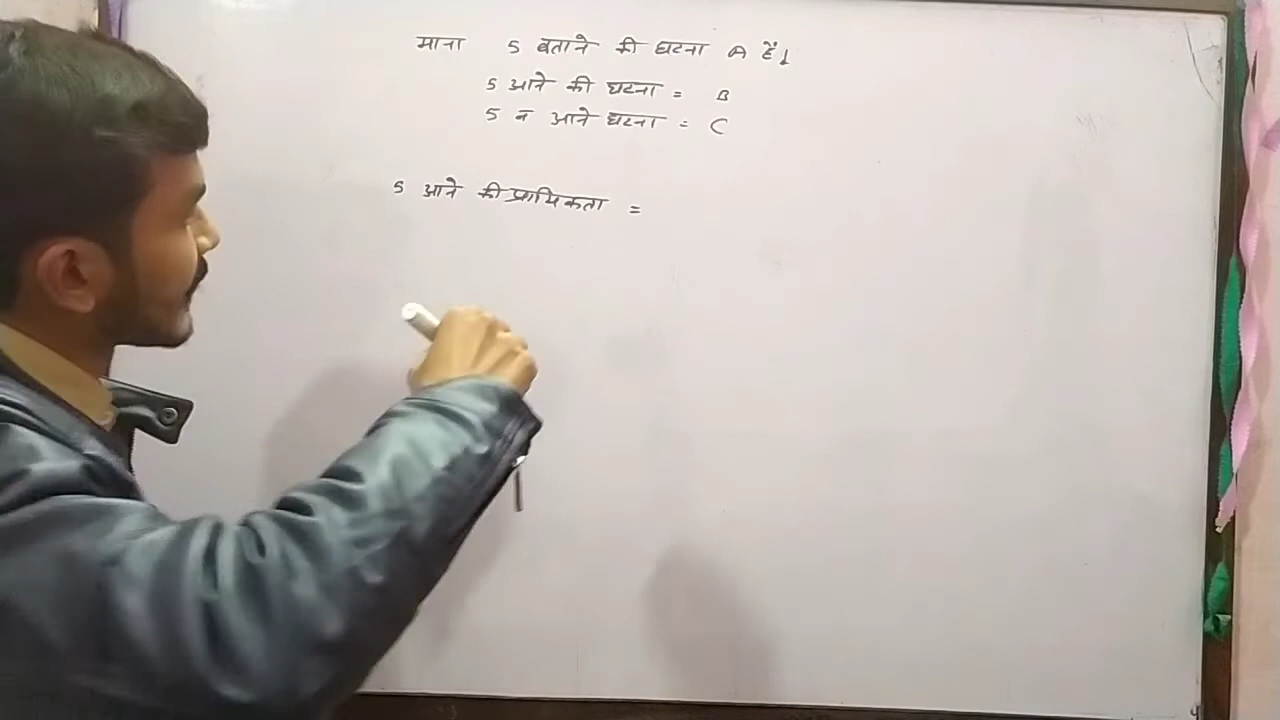 माना 5 बताने की घटना A है।
5 आने की घटना = B
5 न आने घटना = C
5 आने की प्रायिकता =